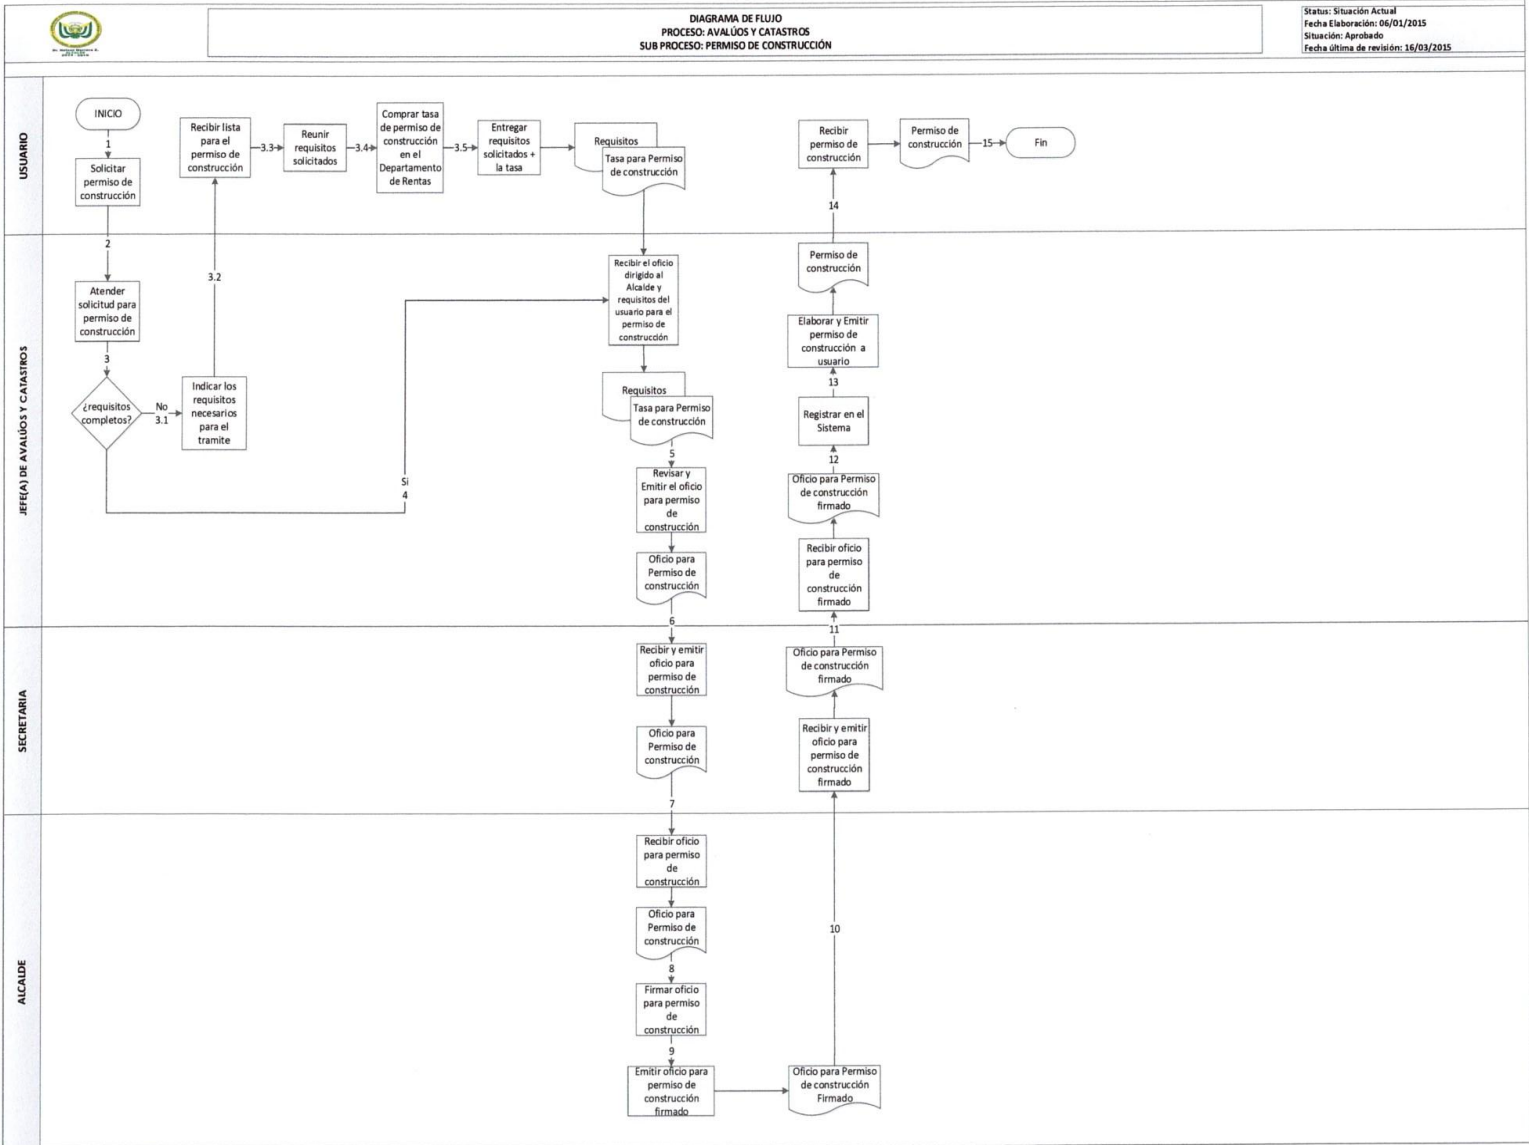 DIAGRAMA DE FLUJO
PROCESO: AVALÚOS Y CATASTROS
SUB PROCESO: PERMISO DE CONSTRUCCIÓN
Status: Situación Actual
Fecha Elaboración: 06/01/2015
Situación: Aprobado
Fecha última de revisión: 16/03/2015
USUARIO
INICIO
1
Solicitar
permiso de
construcción
2
Recibir lista
para el
permiso de
construcción
3.3
Reunir
requisitos
solicitados
3.4
Comprar tasa
de permiso de
construcción
en el
Departamento
de Rentas
3.5
Entregar
requisitos
solicitados +
la tasa
Requisitos
Tasa para Permiso
de construcción
Recibir
permiso de
construcción
Permiso de
construcción
15
Fin
14
JEFE(A) DE AVALÚOS Y CATASTROS
Atender
solicitud para
permiso de
construcción
3
¿requisitos
completos?
No
3.1
Indicar los
requisitos
necesarios
para el
tramite
3.2
Si
4
Recibir el oficio
dirigido al
Alcalde y
requisitos del
usuario para el
permiso de
construcción
Requisitos
Tasa para Permiso
de construcción
5
Revisar y
Emitir el oficio
para permiso
de
construcción
Oficio para
Permiso de
construcción
6
Permiso de
construcción
Elaborar y Emitir
permiso de
construcción a
usuario
13
Registrar en el
Sistema
12
Oficio para Permiso
de construcción
firmado
Recibir oficio
para permiso
de
construcción
firmado
11
SECRETARIA
Recibir y emitir
oficio para
permiso de
construcción
Oficio para
Permiso de
construcción
7
Oficio para Permiso
de construcción
firmado
Recibir y emitir
oficio para
permiso de
construcción
firmado
ALCALDE
Recibir oficio
para permiso
de
construcción
Oficio para
Permiso de
construcción
8
Firmar oficio
para permiso
de
construcción
9
Emitir oficio para
permiso de
construcción
firmado
Oficio para Permiso
de construcción
Firmado
10